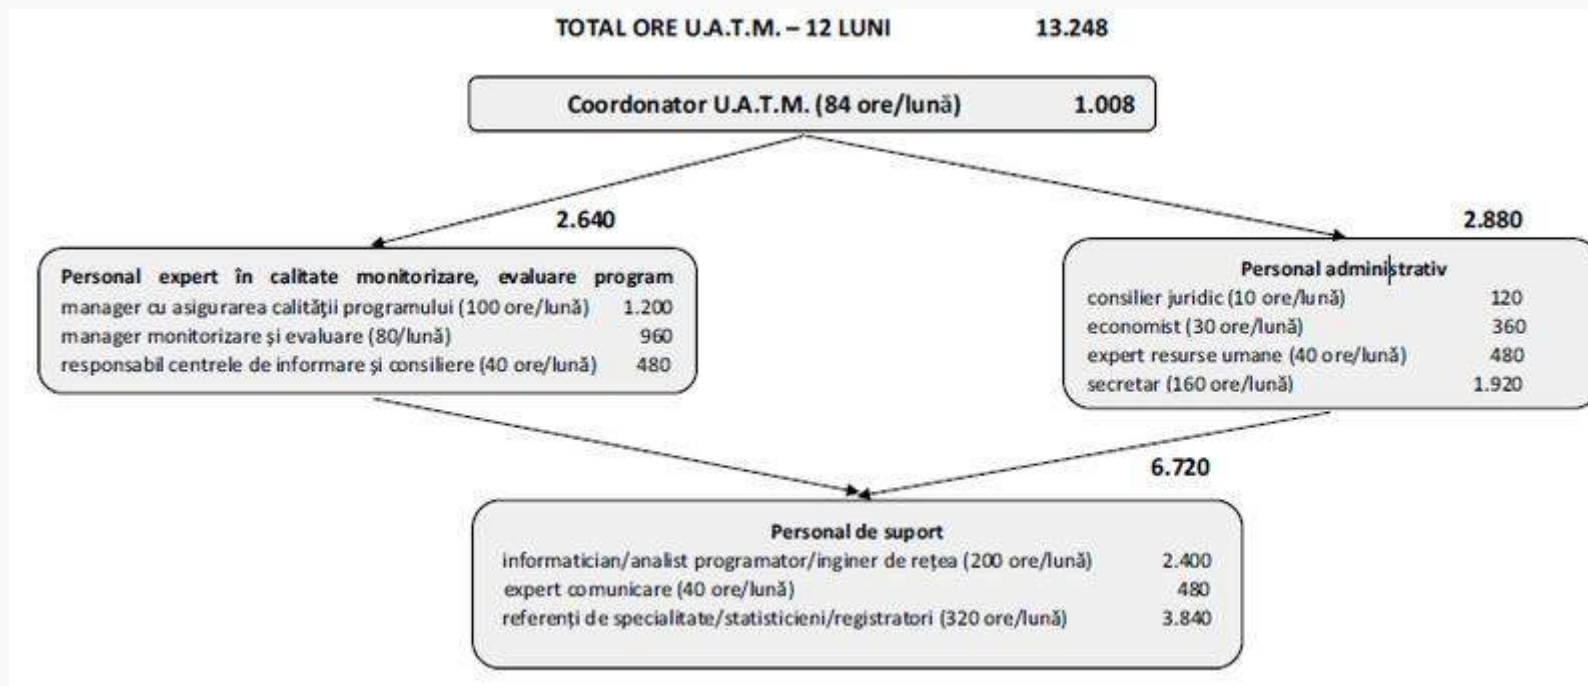 TOTAL ORE U.A.T.M. – 12 LUNI 13.248
Coordonator U.A.T.M. (84 ore/lună) 1.008
2.640
Personal expert în calitate monitorizare, evaluare program
manager cu asigurarea calității programului (100 ore/lună) 1.200
manager monitorizare și evaluare (80/lună) 960
responsabil centrele de informare și consiliere (40 ore/lună) 480
2.880
Personal administrativ
consilier juridic (10 ore/lună) 120
economist (30 ore/lună) 360
expert resurse umane (40 ore/lună) 480
secretar (160 ore/lună) 1.920
6.720
Personal de suport
informatician/analist programator/inginer de rețea (200 ore/lună) 2.400
expert comunicare (40 ore/lună) 480
referenți de specialitate/statisticieni/registratori (320 ore/lună) 3.840